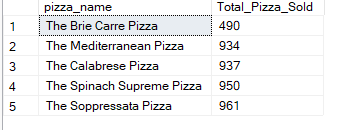 pizza_name Total_Pizza_Sold
1 The Brie Carre Pizza 490
2 The Mediterranean Pizza 934
3 The Calabrese Pizza 937
4 The Spinach Supreme Pizza 950
5 The Soppressata Pizza 961